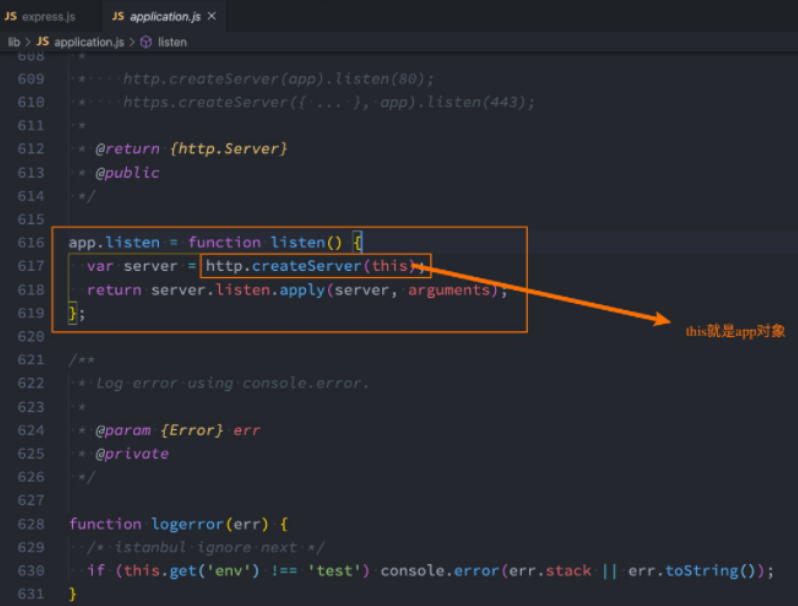 JS express.js JS application.js ×
lib > JS application.js > listen
608 *
609 * http.createServer(app).listen(80);
610 * https.createServer({ ... }, app).listen(443);
611 *
612 * @return {http.Server}
613 * @public
614 */
615
616 app.listen = function listen() {
617 var server = http.createServer(this);
618 return server.listen.apply(server, arguments);
619 };
620
this就是app对象
621 /**
622 * Log error using console.error.
623 *
624 * @param {Error} err
625 * @private
626 */
627
628 function logerror(err) {
629 /* istanbul ignore next */
630 if (this.get('env') !== 'test') console.error(err.stack || err.toString());
631 }